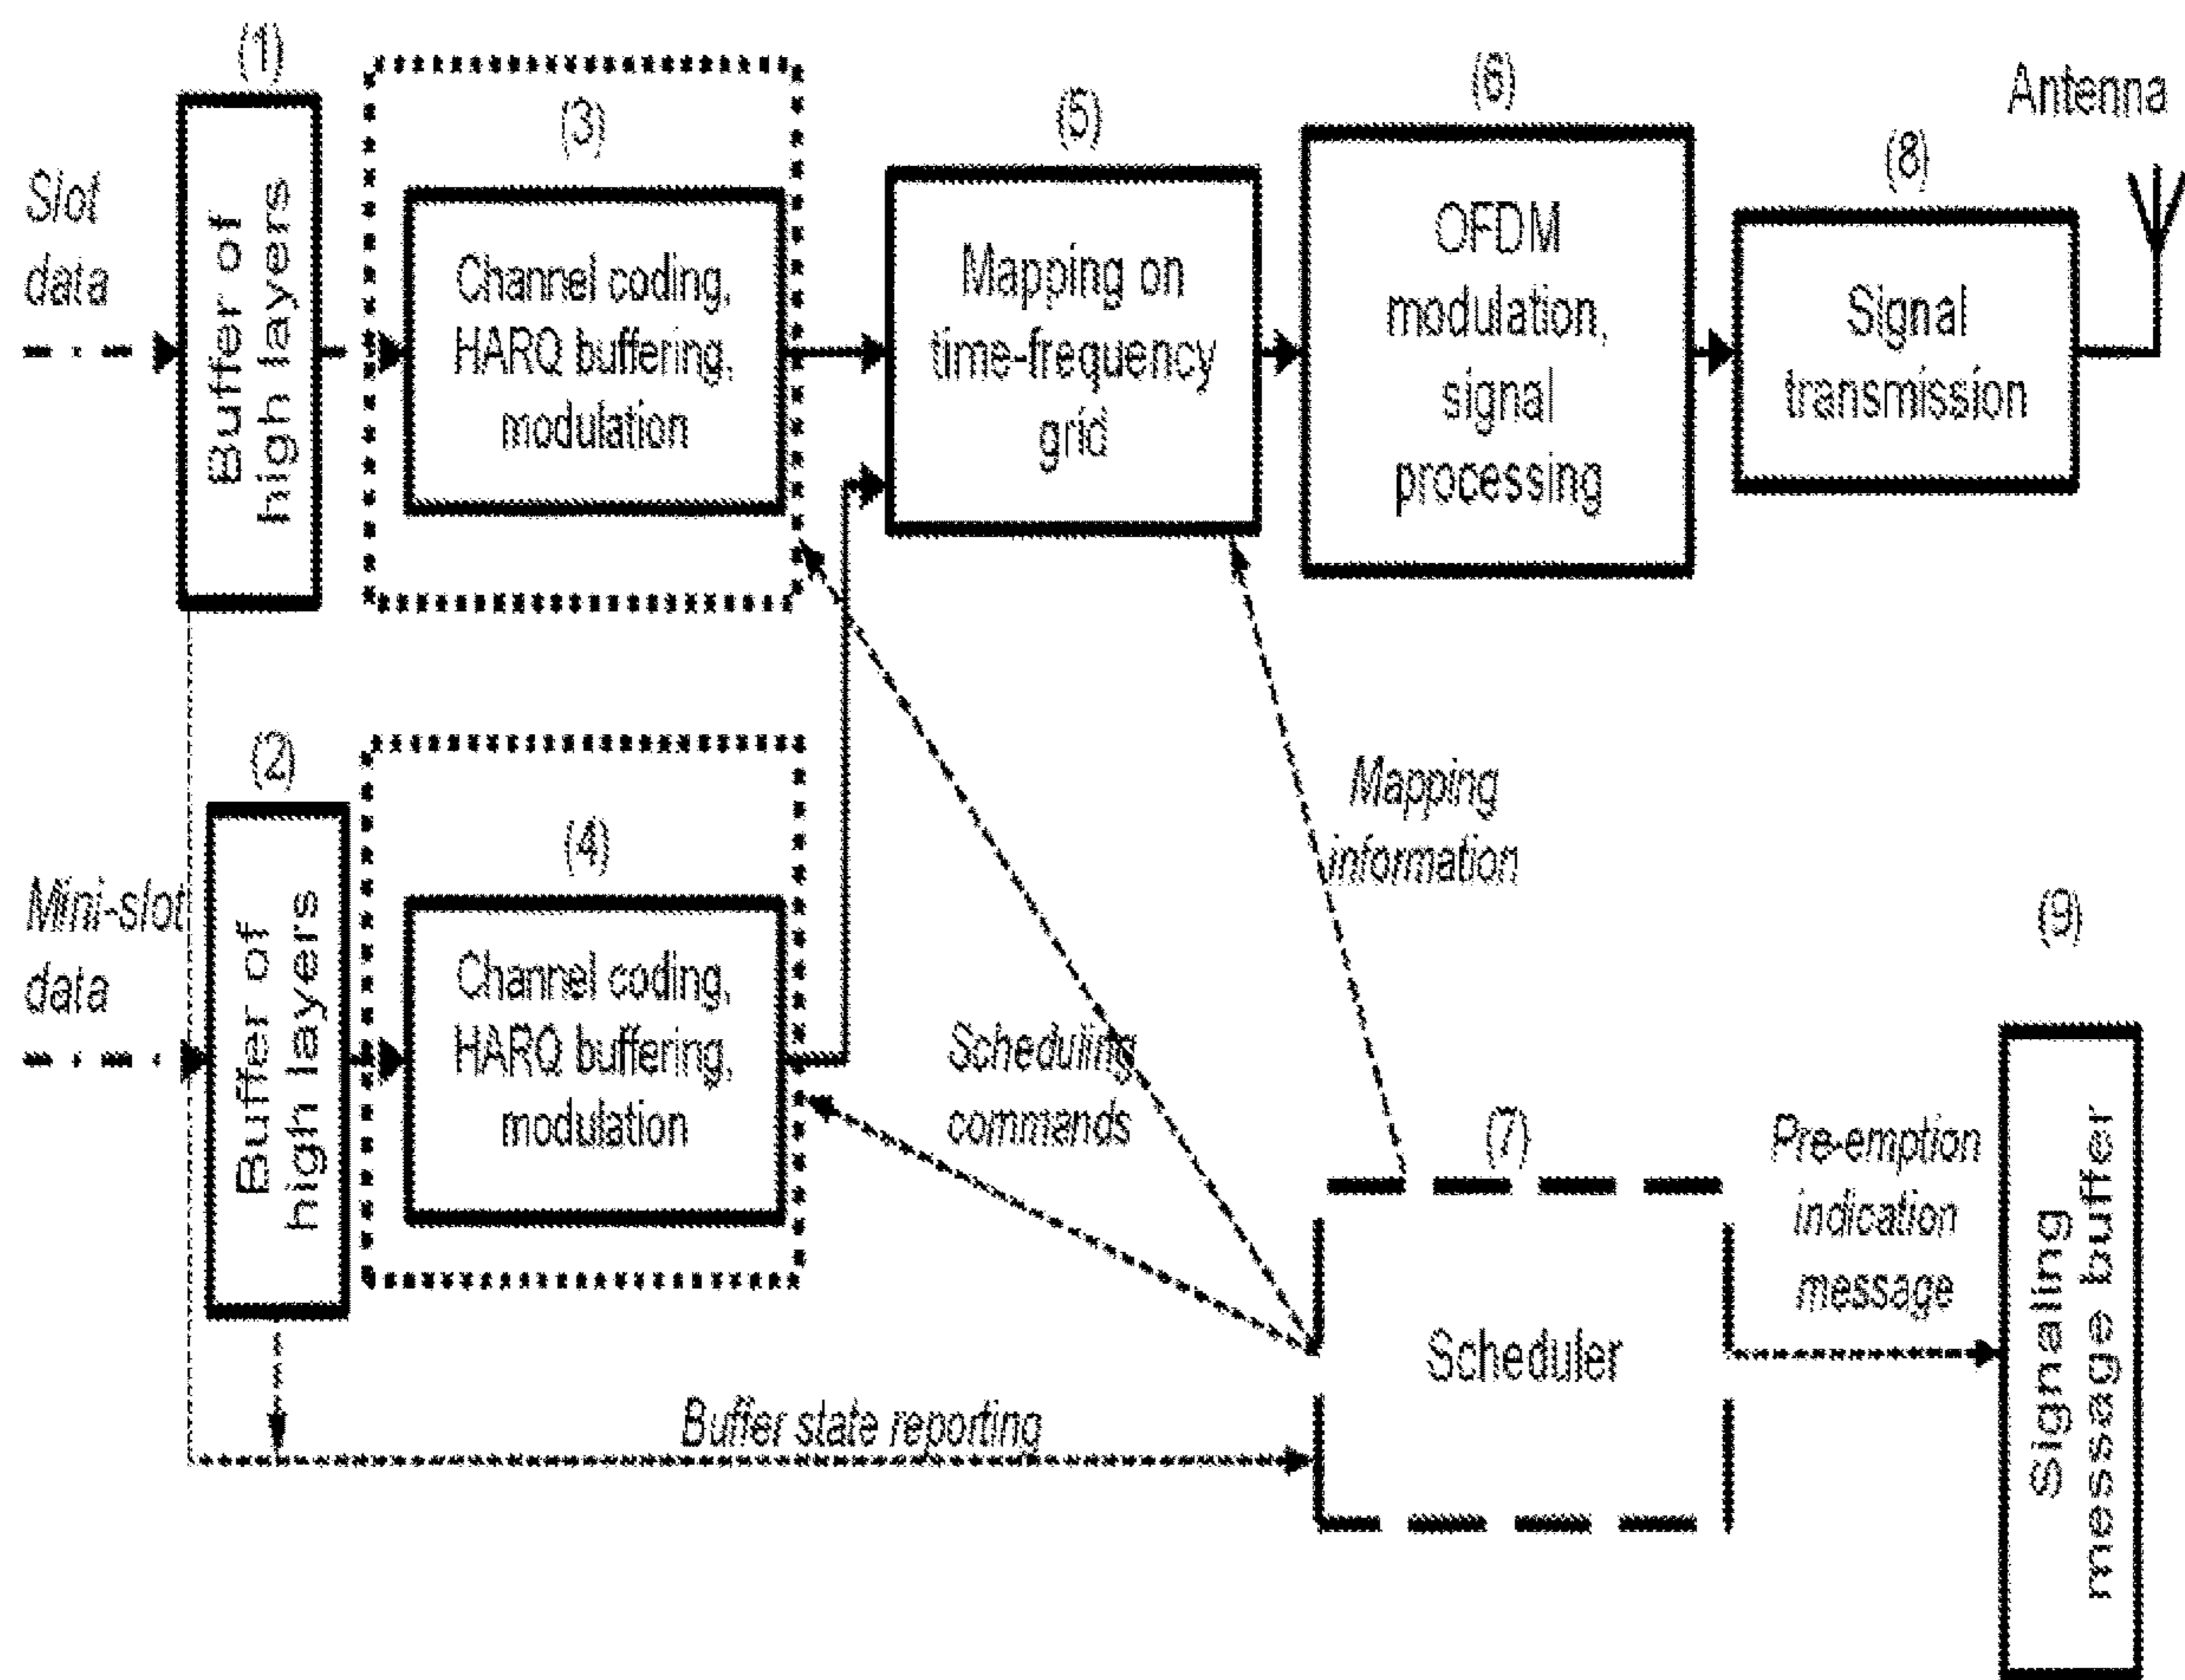 (1)
Slot
data
Buffer of
high layers
(3)
Channel coding,
HARQ buffering,
modulation
(5)
Mapping on
time-frequency
grid
(6)
OFDM
modulation,
signal
processing
(8)
Signal
transmission
Antenna
(2)
Mini-slot
data
Buffer of
high layers
(4)
Channel coding,
HARQ buffering,
modulation
Scheduling
commands
Mapping
information
(7)
Scheduler
Buffer state reporting
Pre-emption
indication
message
(9)
Signaling
message buffer